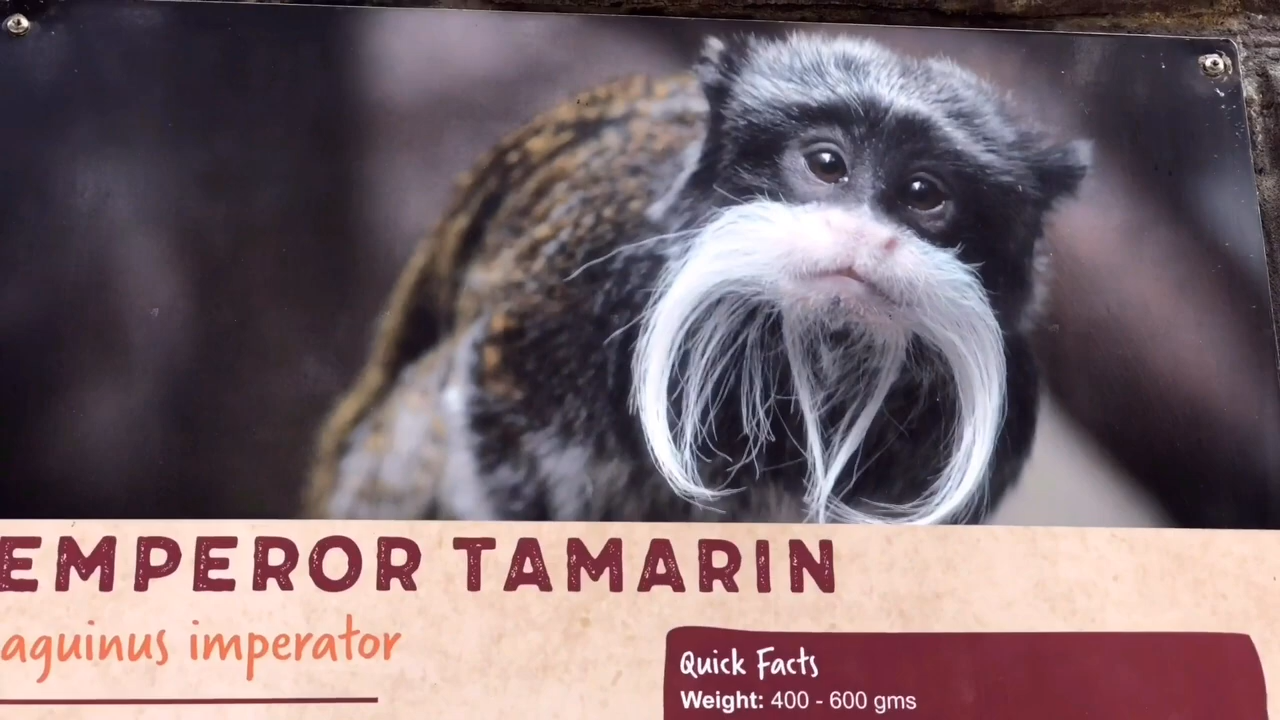 EMPEROR TAMARIN
aguinus imperator
Quick Facts
Weight: 400 - 600 gms